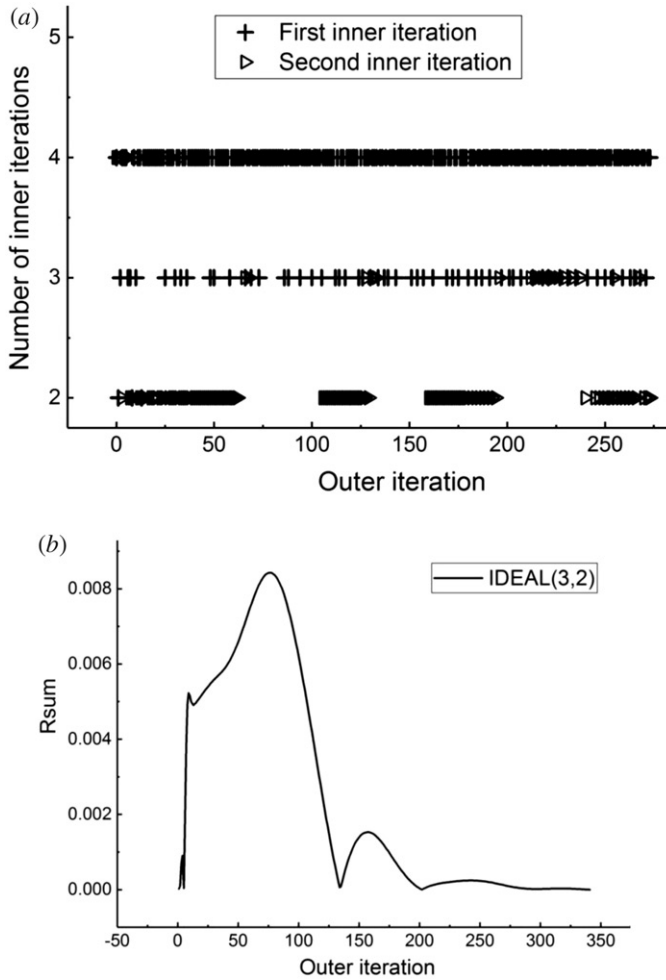 (a)
First inner iteration
Second inner iteration
Number of inner iterations
5
4
3
2
0 50 100 150 200 250
Outer iteration
(b)
IDEAL(3,2)
Rsum
0.008
0.006
0.004
0.002
0.000
-50 0 50 100 150 200 250 300 350
Outer iteration